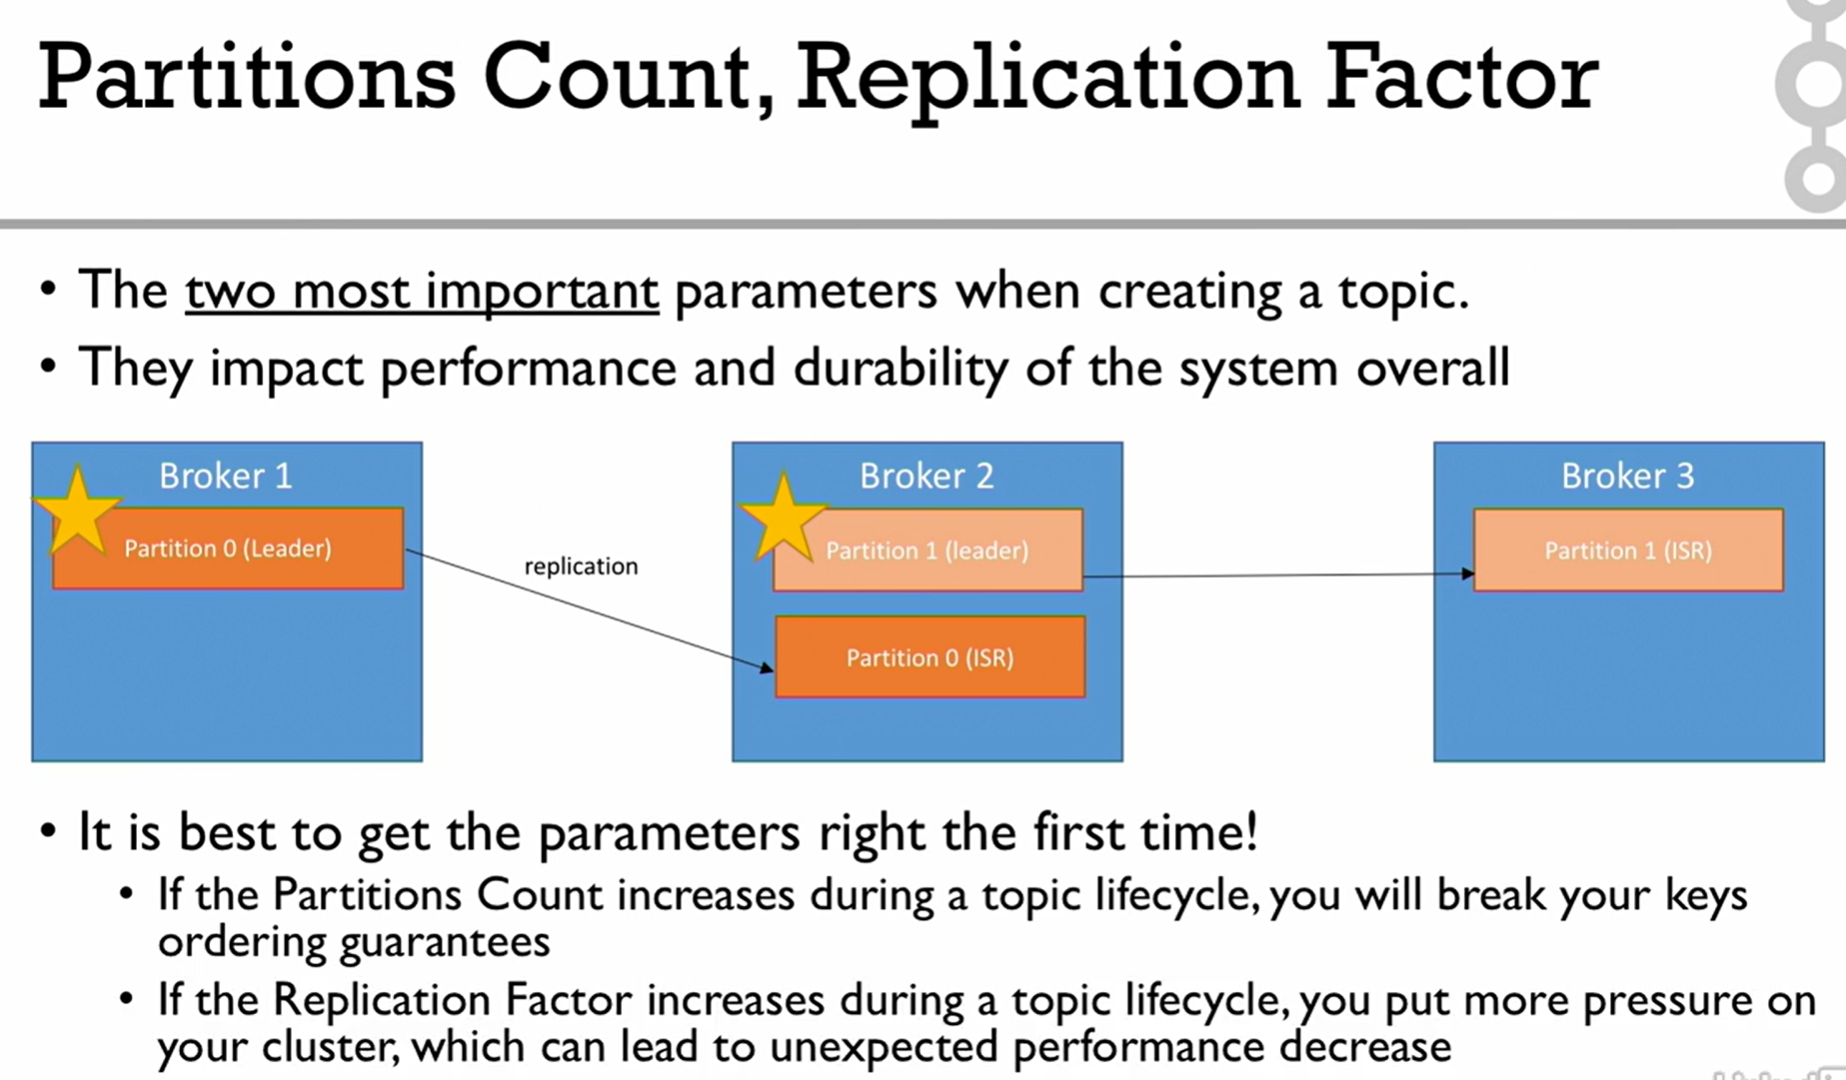 Partitions Count, Replication Factor
• The two most important parameters when creating a topic.
• They impact performance and durability of the system overall
Broker 1
Partition 0 (Leader)
replication
Broker 2
Partition 1 (leader)
Partition 0 (ISR)
Broker 3
Partition 1 (ISR)
• It is best to get the parameters right the first time!
• If the Partitions Count increases during a topic lifecycle, you will break your keys
ordering guarantees
• If the Replication Factor increases during a topic lifecycle, you put more pressure on
your cluster, which can lead to unexpected performance decrease